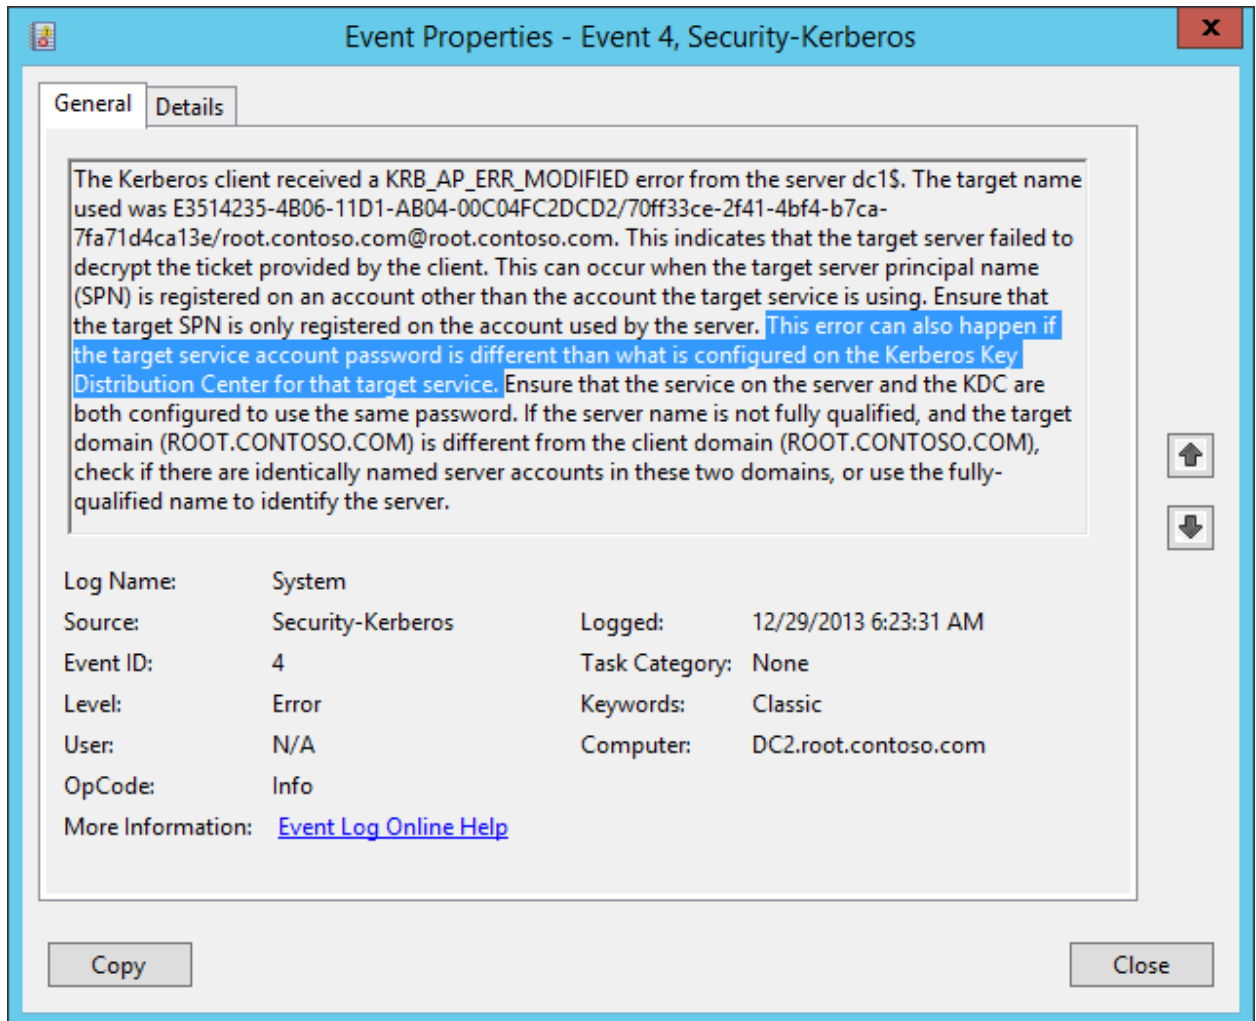 Event Properties - Event 4, Security-Kerberos
x
General
Details
The Kerberos client received a KRB_AP_ERR_MODIFIED error from the server dc1$. The target name
used was E3514235-4B06-11D1-AB04-00C04FC2DCD2/70ff33ce-2f41-4bf4-b7ca-
7fa71d4ca13e/root.contoso.com@root.contoso.com. This indicates that the target server failed to
decrypt the ticket provided by the client. This can occur when the target server principal name
(SPN) is registered on an account other than the account the target service is using. Ensure that
the target SPN is only registered on the account used by the server. This error can also happen if
the target service account password is different than what is configured on the Kerberos Key
Distribution Center for that target service. Ensure that the service on the server and the KDC are
both configured to use the same password. If the server name is not fully qualified, and the target
domain (ROOT.CONTOSO.COM) is different from the client domain (ROOT.CONTOSO.COM),
check if there are identically named server accounts in these two domains, or use the fully-
qualified name to identify the server.
Log Name: System
Source: Security-Kerberos Logged: 12/29/2013 6:23:31 AM
Event ID: 4 Task Category: None
Level: Error Keywords: Classic
User: N/A Computer: DC2.root.contoso.com
OpCode: Info
More Information: Event Log Online Help
Copy Close